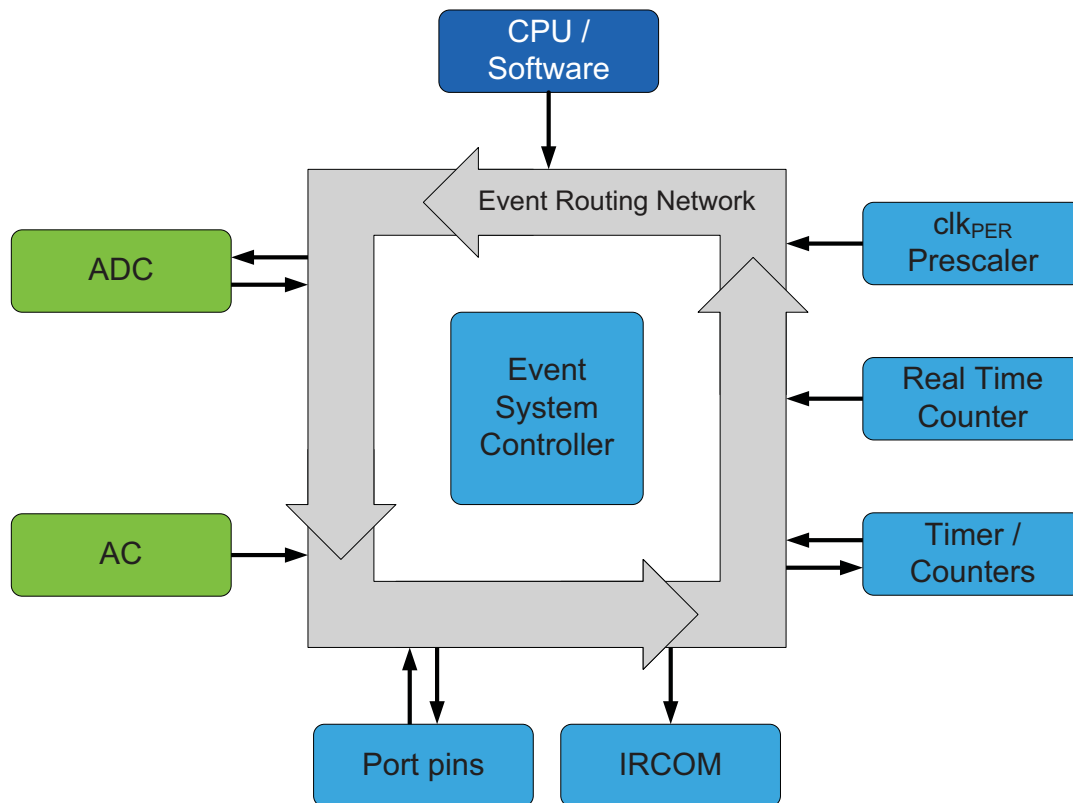 CPU /
Software
Event Routing Network
clkPER
Prescaler
ADC
Event
System
Controller
Real Time
Counter
AC
Timer /
Counters
Port pins
IRCOM